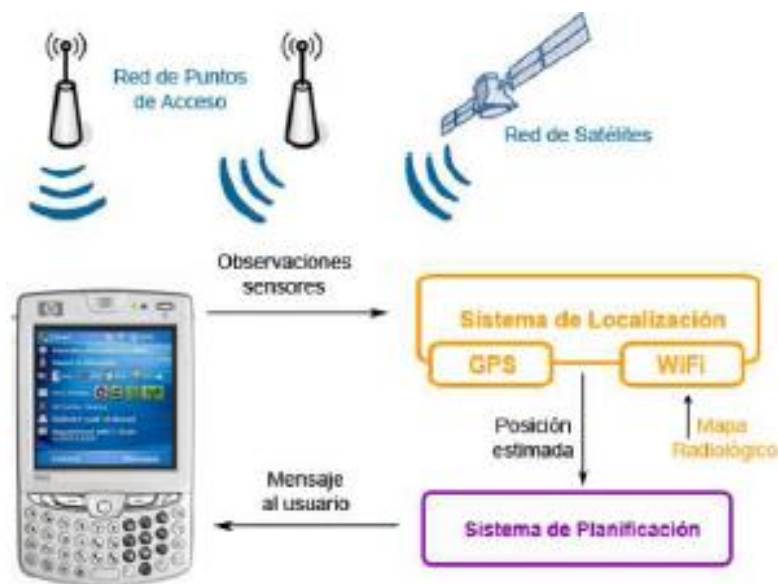 Red de Puntos
de Acceso
Red de Satélites
Observaciones
sensores
Sistema de Localización
GPS
WiFi
Posición
estimada
Mapa
Radiológico
Mensaje
al usuario
Sistema de Planificación
hp